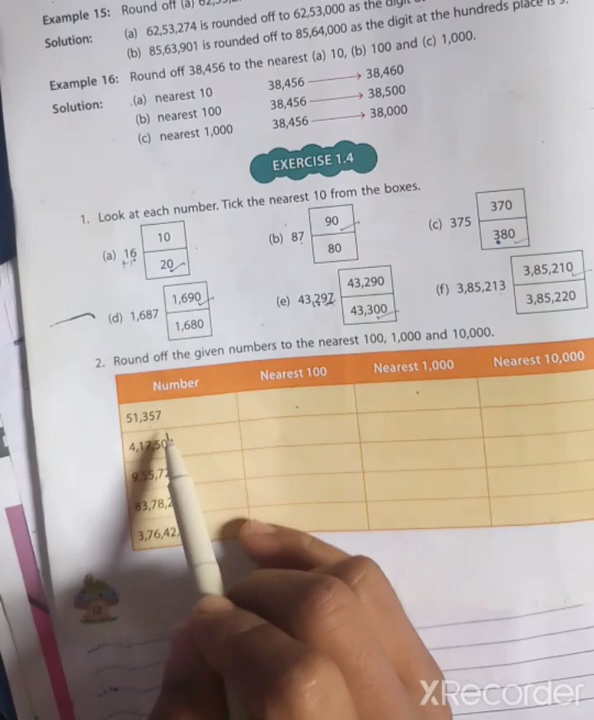 Example 15: Round off (a)
Solution: (a) 62,53,274 is rounded off to 62,53,000 as the
(b) 85,63,901 is rounded off to 85,64,000 as the digit at the hundreds place is 9.
Example 16: Round off 38,456 to the nearest (a) 10, (b) 100 and (c) 1,000.
Solution: (a) nearest 10 38,456 → 38,460
(b) nearest 100 38,456 → 38,500
(c) nearest 1,000 38,456 → 38,000
EXERCISE 1.4
1. Look at each number. Tick the nearest 10 from the boxes.
(a) 16 10 20 (b) 87 90 80 (c) 375 370 380
(d) 1,687 1,690 1,680 (e) 43,297 43,290 43,300 (f) 3,85,213 3,85,210 3,85,220
2. Round off the given numbers to the nearest 100, 1,000 and 10,000.
Number Nearest 100 Nearest 1,000 Nearest 10,000
51,357
XRecorder